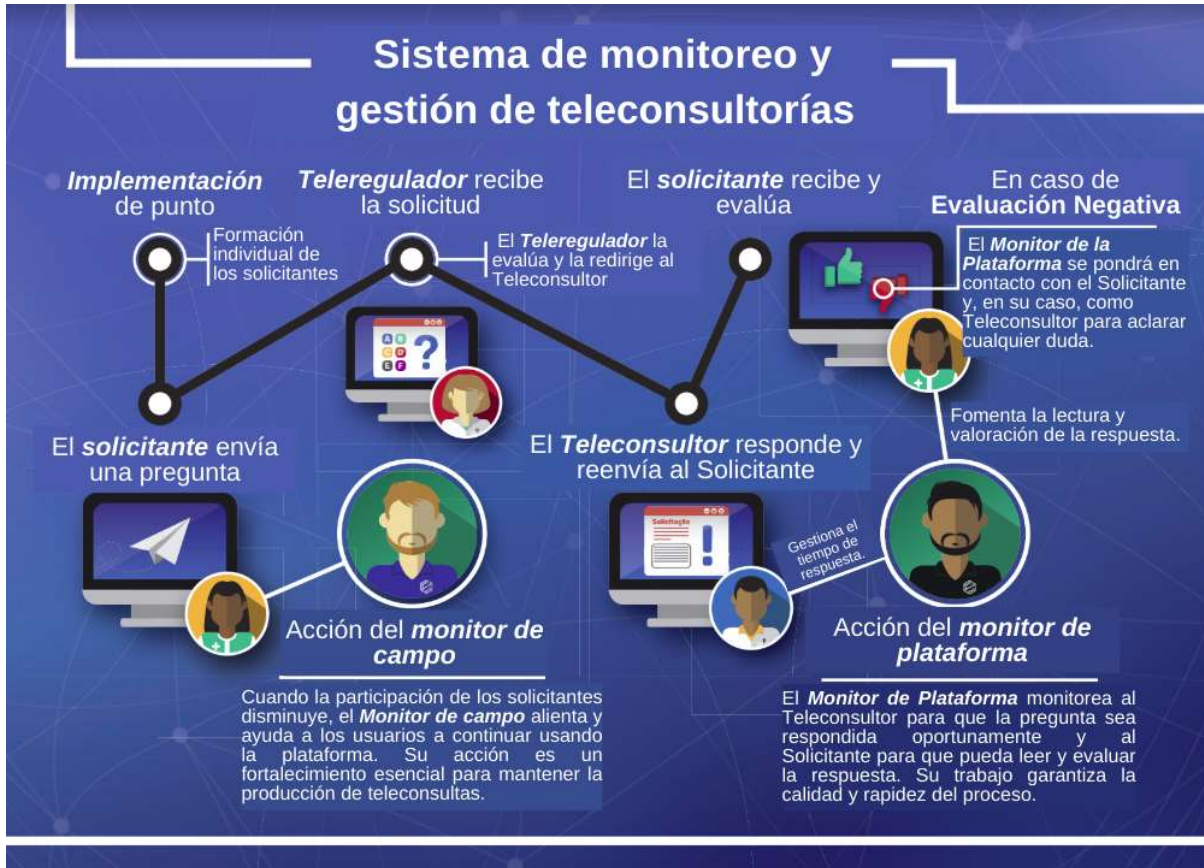 Sistema de monitoreo y
gestión de teleconsultorías
Implementación
de punto
Formación
individual de
los solicitantes
Teleregulador recibe
la solicitud
El Teleregulador la
evalúa y la redirige al
Teleconsultor
El solicitante recibe y
evalúa
En caso de
Evaluación Negativa
El Monitor de la
Plataforma se pondrá en
contacto con el Solicitante
y, en su caso, como
Teleconsultor para aclarar
cualquier duda.
A B
C D
E F
?
El solicitante envía
una pregunta
El Teleconsultor responde y
reenvía al Solicitante
Solicitação
!
Fomenta la lectura y
valoración de la respuesta.
Gestiona el
tiempo de
respuesta.
Acción del monitor de
campo
Cuando la participación de los solicitantes
disminuye, el Monitor de campo alienta y
ayuda a los usuarios a continuar usando
la plataforma. Su acción es un
fortalecimiento esencial para mantener la
producción de teleconsultas.
Acción del monitor de
plataforma
El Monitor de Plataforma monitorea al
Teleconsultor para que la pregunta sea
respondida oportunamente y al
Solicitante para que pueda leer y evaluar
la respuesta. Su trabajo garantiza la
calidad y rapidez del proceso.